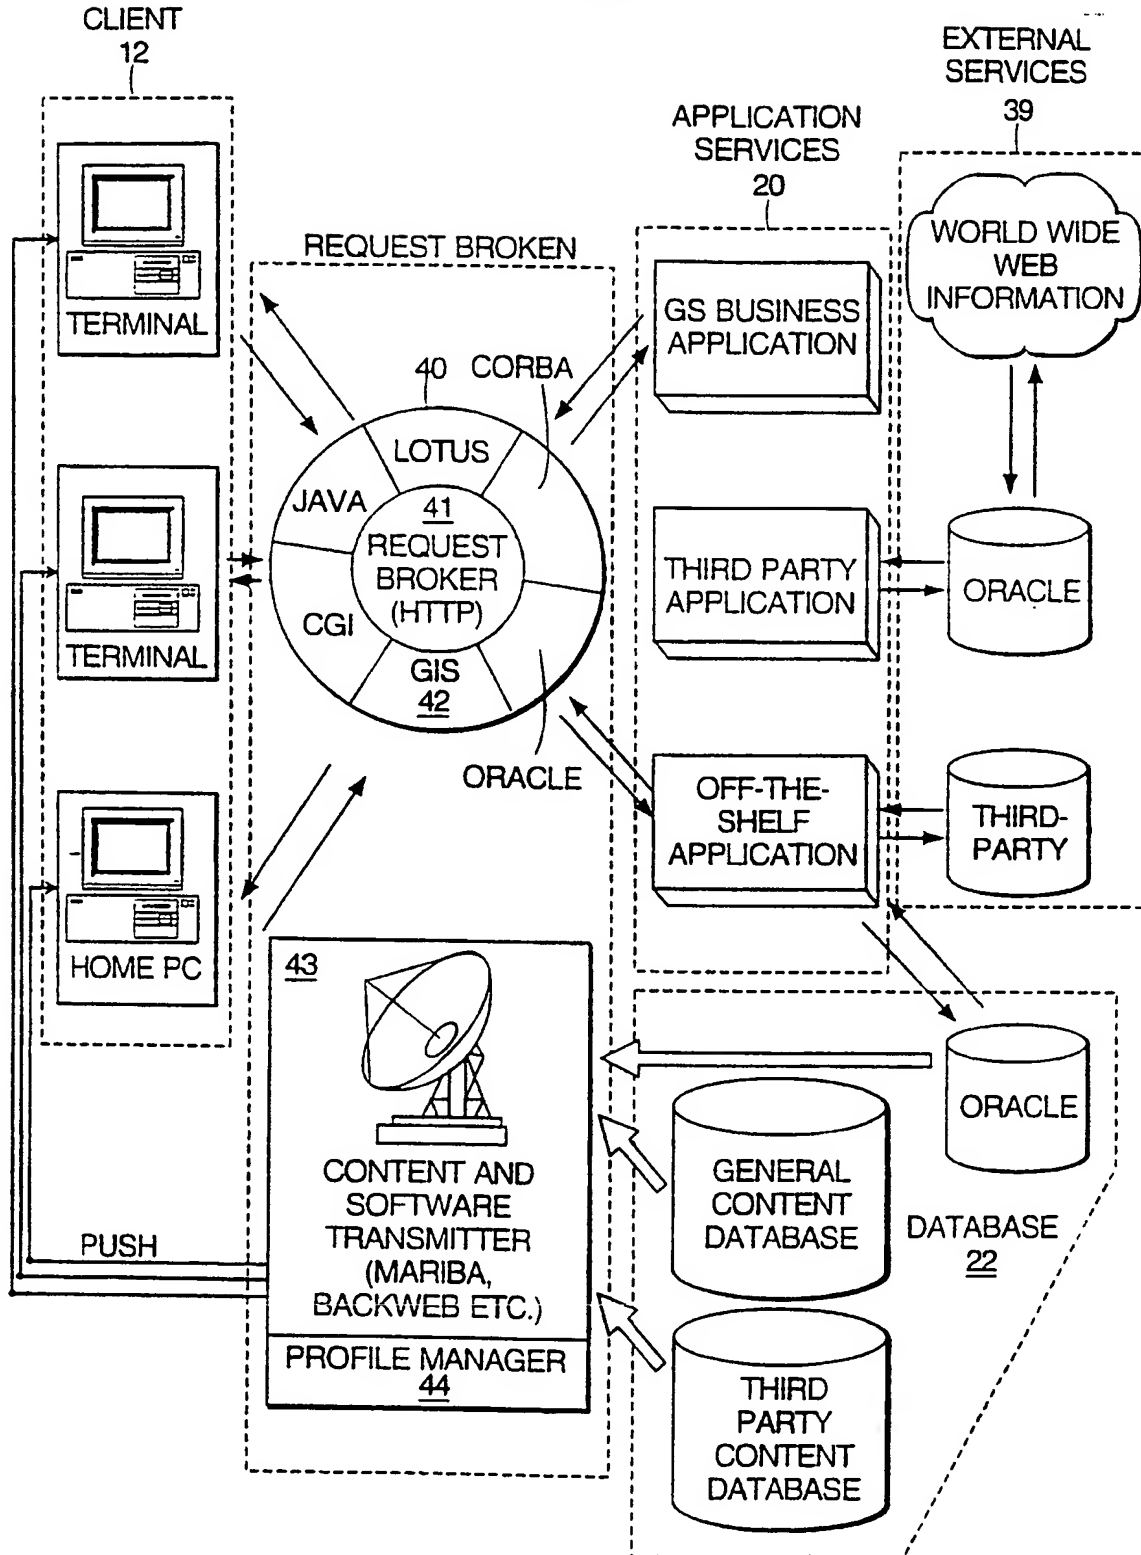 CLIENT
12
EXTERNAL
SERVICES
39
APPLICATION
SERVICES
20
REQUEST BROKEN
TERMINAL
TERMINAL
HOME PC
40
CORBA
LOTUS
JAVA
41
REQUEST
BROKER
(HTTP)
CGI
GIS
42
ORACLE
GS BUSINESS
APPLICATION
THIRD PARTY
APPLICATION
OFF-THE-
SHELF
APPLICATION
WORLD WIDE
WEB
INFORMATION
ORACLE
THIRD-
PARTY
43
CONTENT AND
SOFTWARE
TRANSMITTER
(MARIBA,
BACKWEB ETC.)
PROFILE MANAGER
44
PUSH
ORACLE
GENERAL
CONTENT
DATABASE
DATABASE
22
THIRD
PARTY
CONTENT
DATABASE